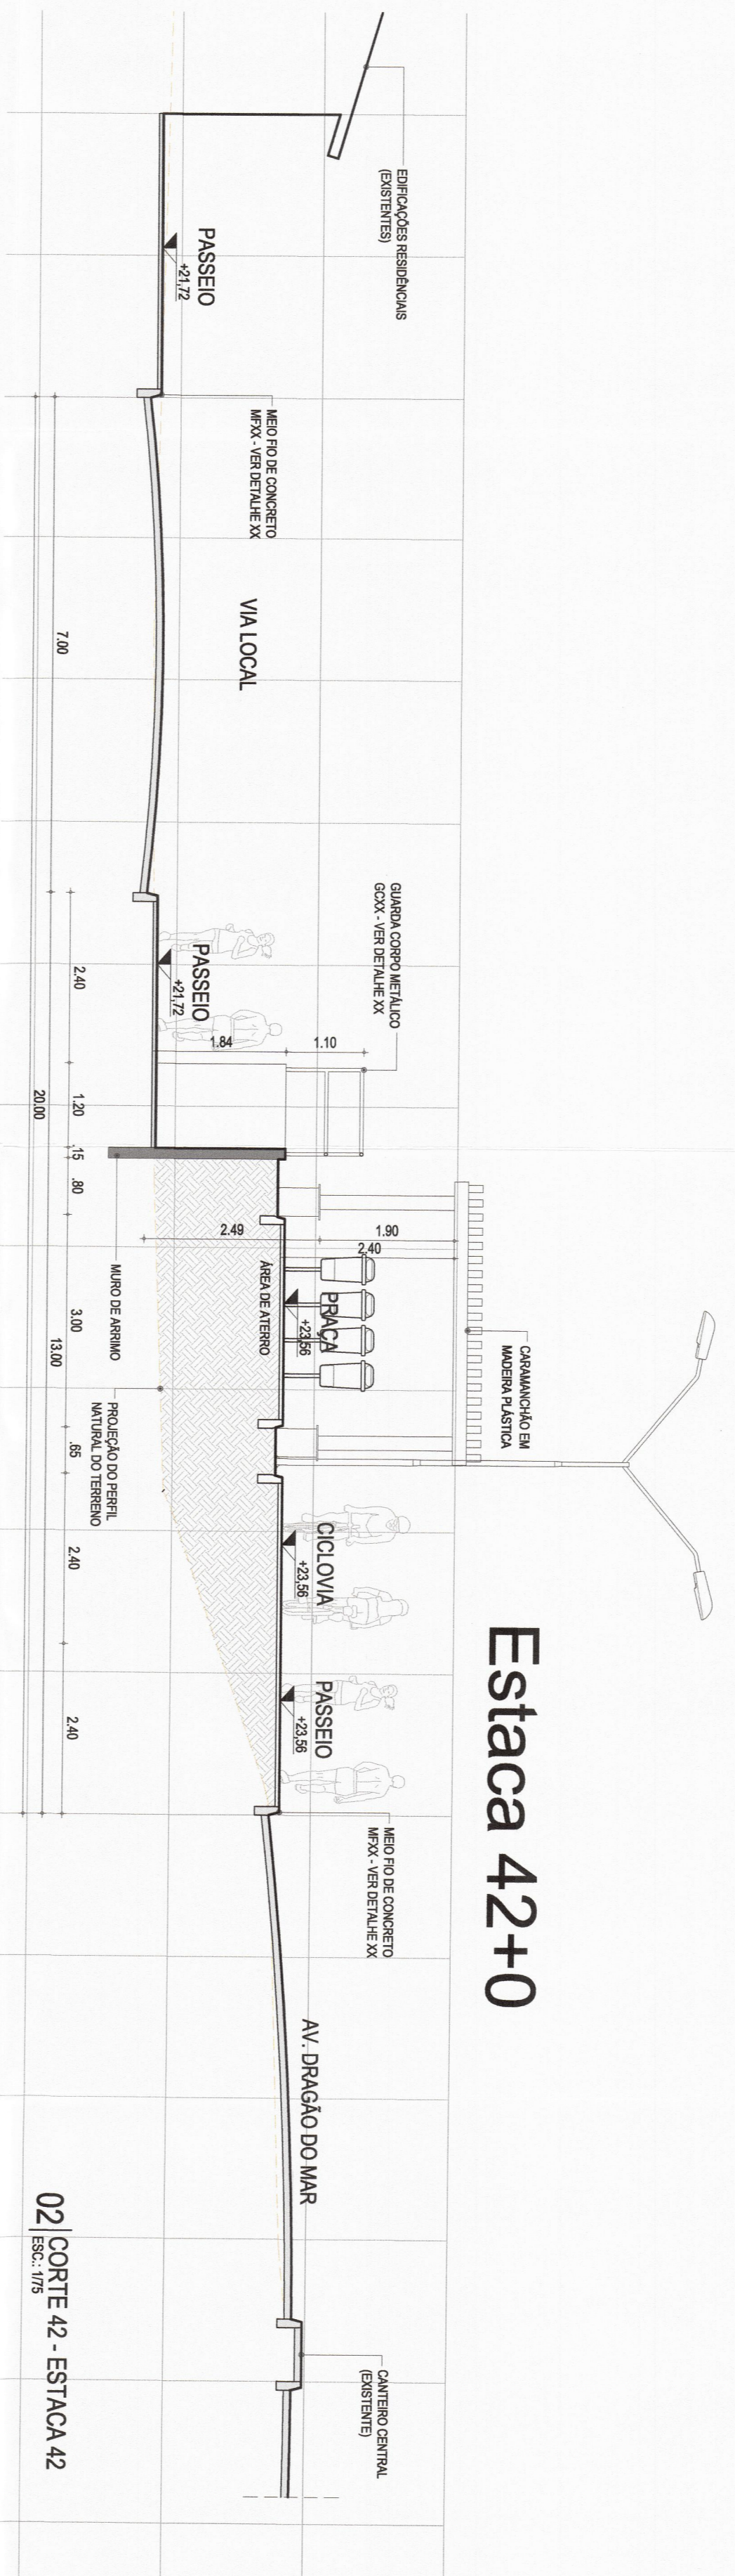 Estaca 42+0
EDIFICAÇÕES RESIDÊNCIAIS
(EXISTENTES)
PASSEIO
+21,72
MEIO FIO DE CONCRETO
MFXX - VER DETALHE XX
VIA LOCAL
GUARDA CORPO METÁLICO
GCXX - VER DETALHE XX
PASSEIO
+21,72
1.84
1.10
CARAMANCHÃO EM
MADEIRA PLÁSTICA
2.49
1.90
2.40
PRAÇA
+23,56
ÁREA DE ATERRO
CICLOVIA
+23,56
PASSEIO
+23,56
MEIO FIO DE CONCRETO
MFXX - VER DETALHE XX
AV. DRAGÃO DO MAR
CANTEIRO CENTRAL
(EXISTENTE)
MURO DE ARRIMO
PROJEÇÃO DO PERFIL
NATURAL DO TERRENO
2.40
1.20
.15
.80
3.00
.65
2.40
2.40
7.00
13.00
20.00
02 CORTE 42 - ESTACA 42
ESC.: 1/75